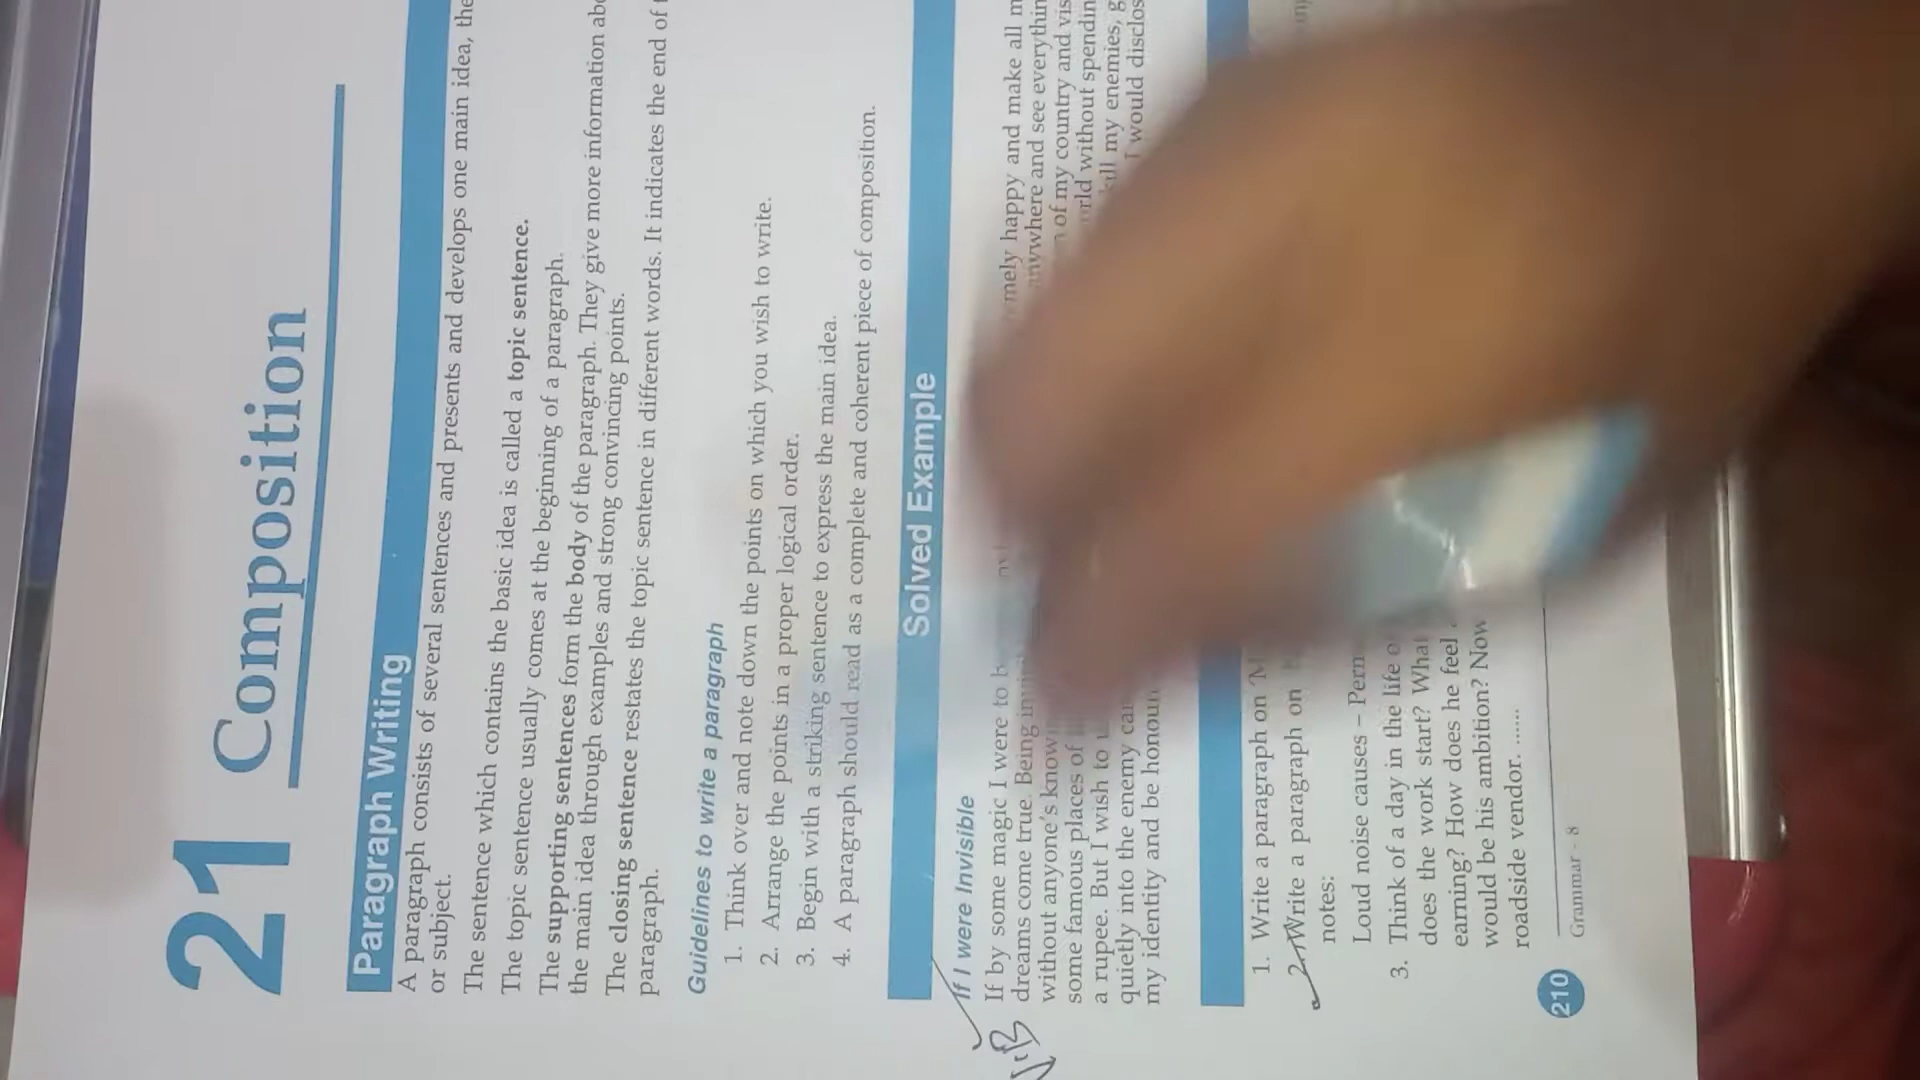 21 Composition
Paragraph Writing
A paragraph consists of several sentences and presents and develops one main idea, the
or subject.
The sentence which contains the basic idea is called a topic sentence.
The topic sentence usually comes at the beginning of a paragraph.
The supporting sentences form the body of the paragraph. They give more information
the main idea through examples and strong convincing points.
The closing sentence restates the topic sentence in different words. It indicates the end of
paragraph.
Guidelines to write a paragraph
1. Think over and note down the points on which you wish to write.
2. Arrange the points in a proper logical order.
3. Begin with a striking sentence to express the main idea.
4. A paragraph should read as a complete and coherent piece of composition.
Solved Example
If I were Invisible
If by some magic I were to happy and make all
dreams come true. Being anywhere and see
without anyone's of my country and
some famous places of without
a rupee. But I wish to my enemies,
quietly into the enemy I would
my identity and be
1. Write a paragraph on
2. Write a paragraph on
notes:
Loud noise causes –
3. Think of a day in the life
does the work start?
earning? How does he feel
would be his ambition? Now
roadside vendor. ......
210 Grammar - 8